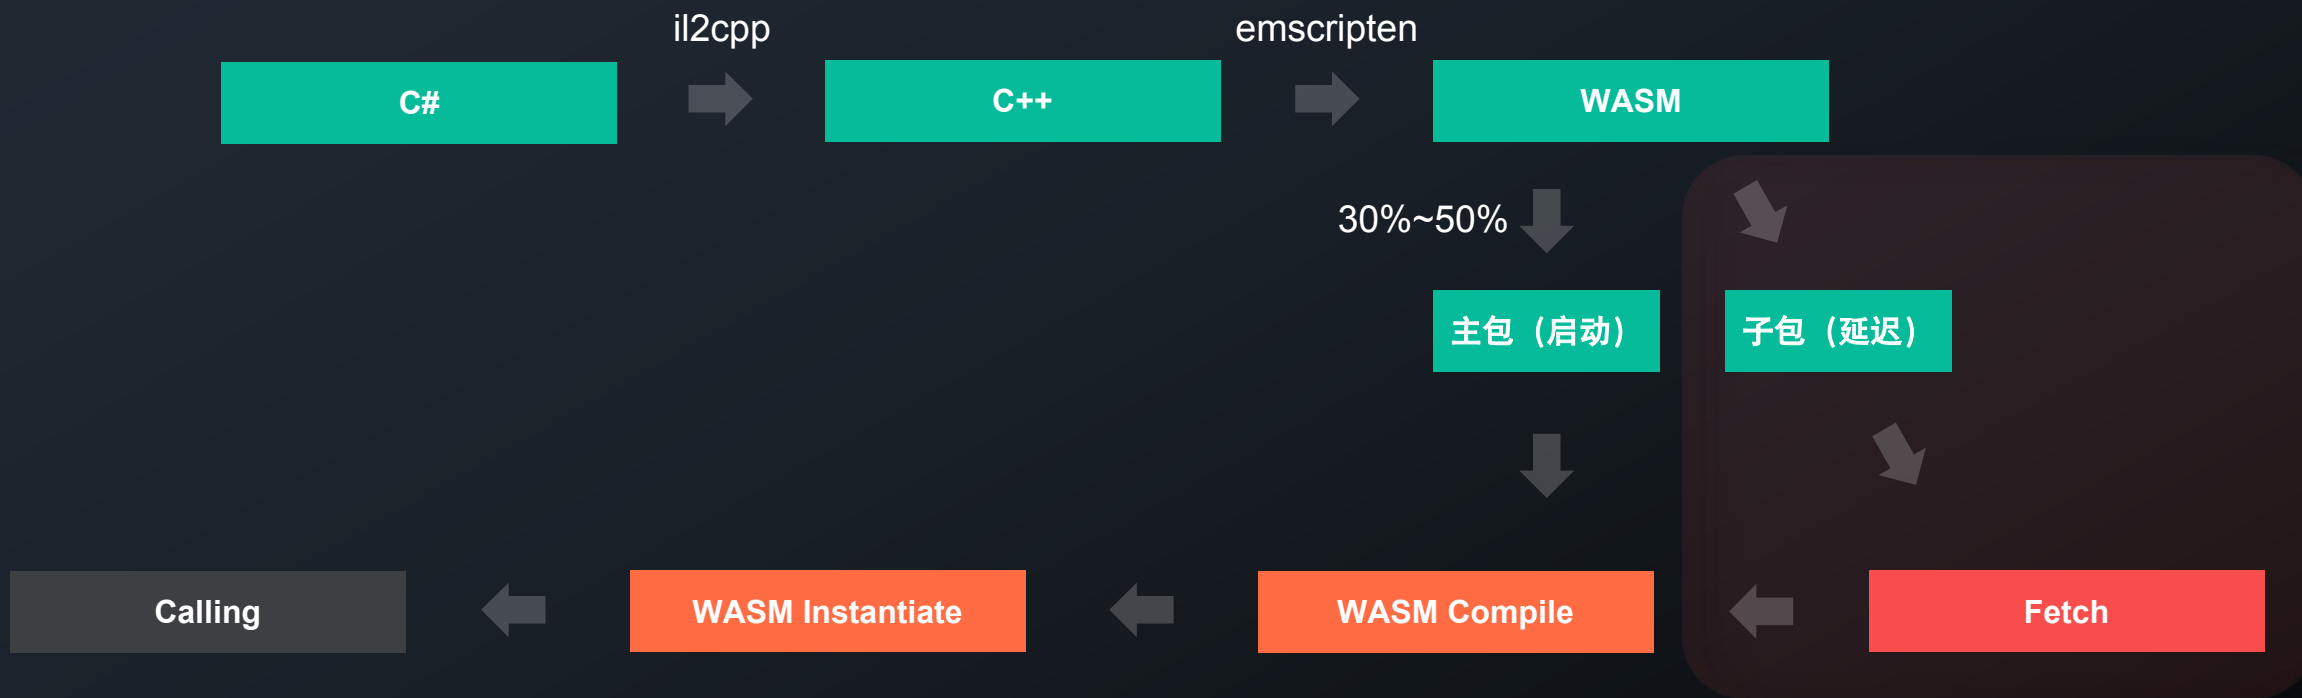 il2cpp
emscripten
C#
C++
WASM
30%~50%
主包（启动）
子包（延迟）
Calling
WASM Instantiate
WASM Compile
Fetch